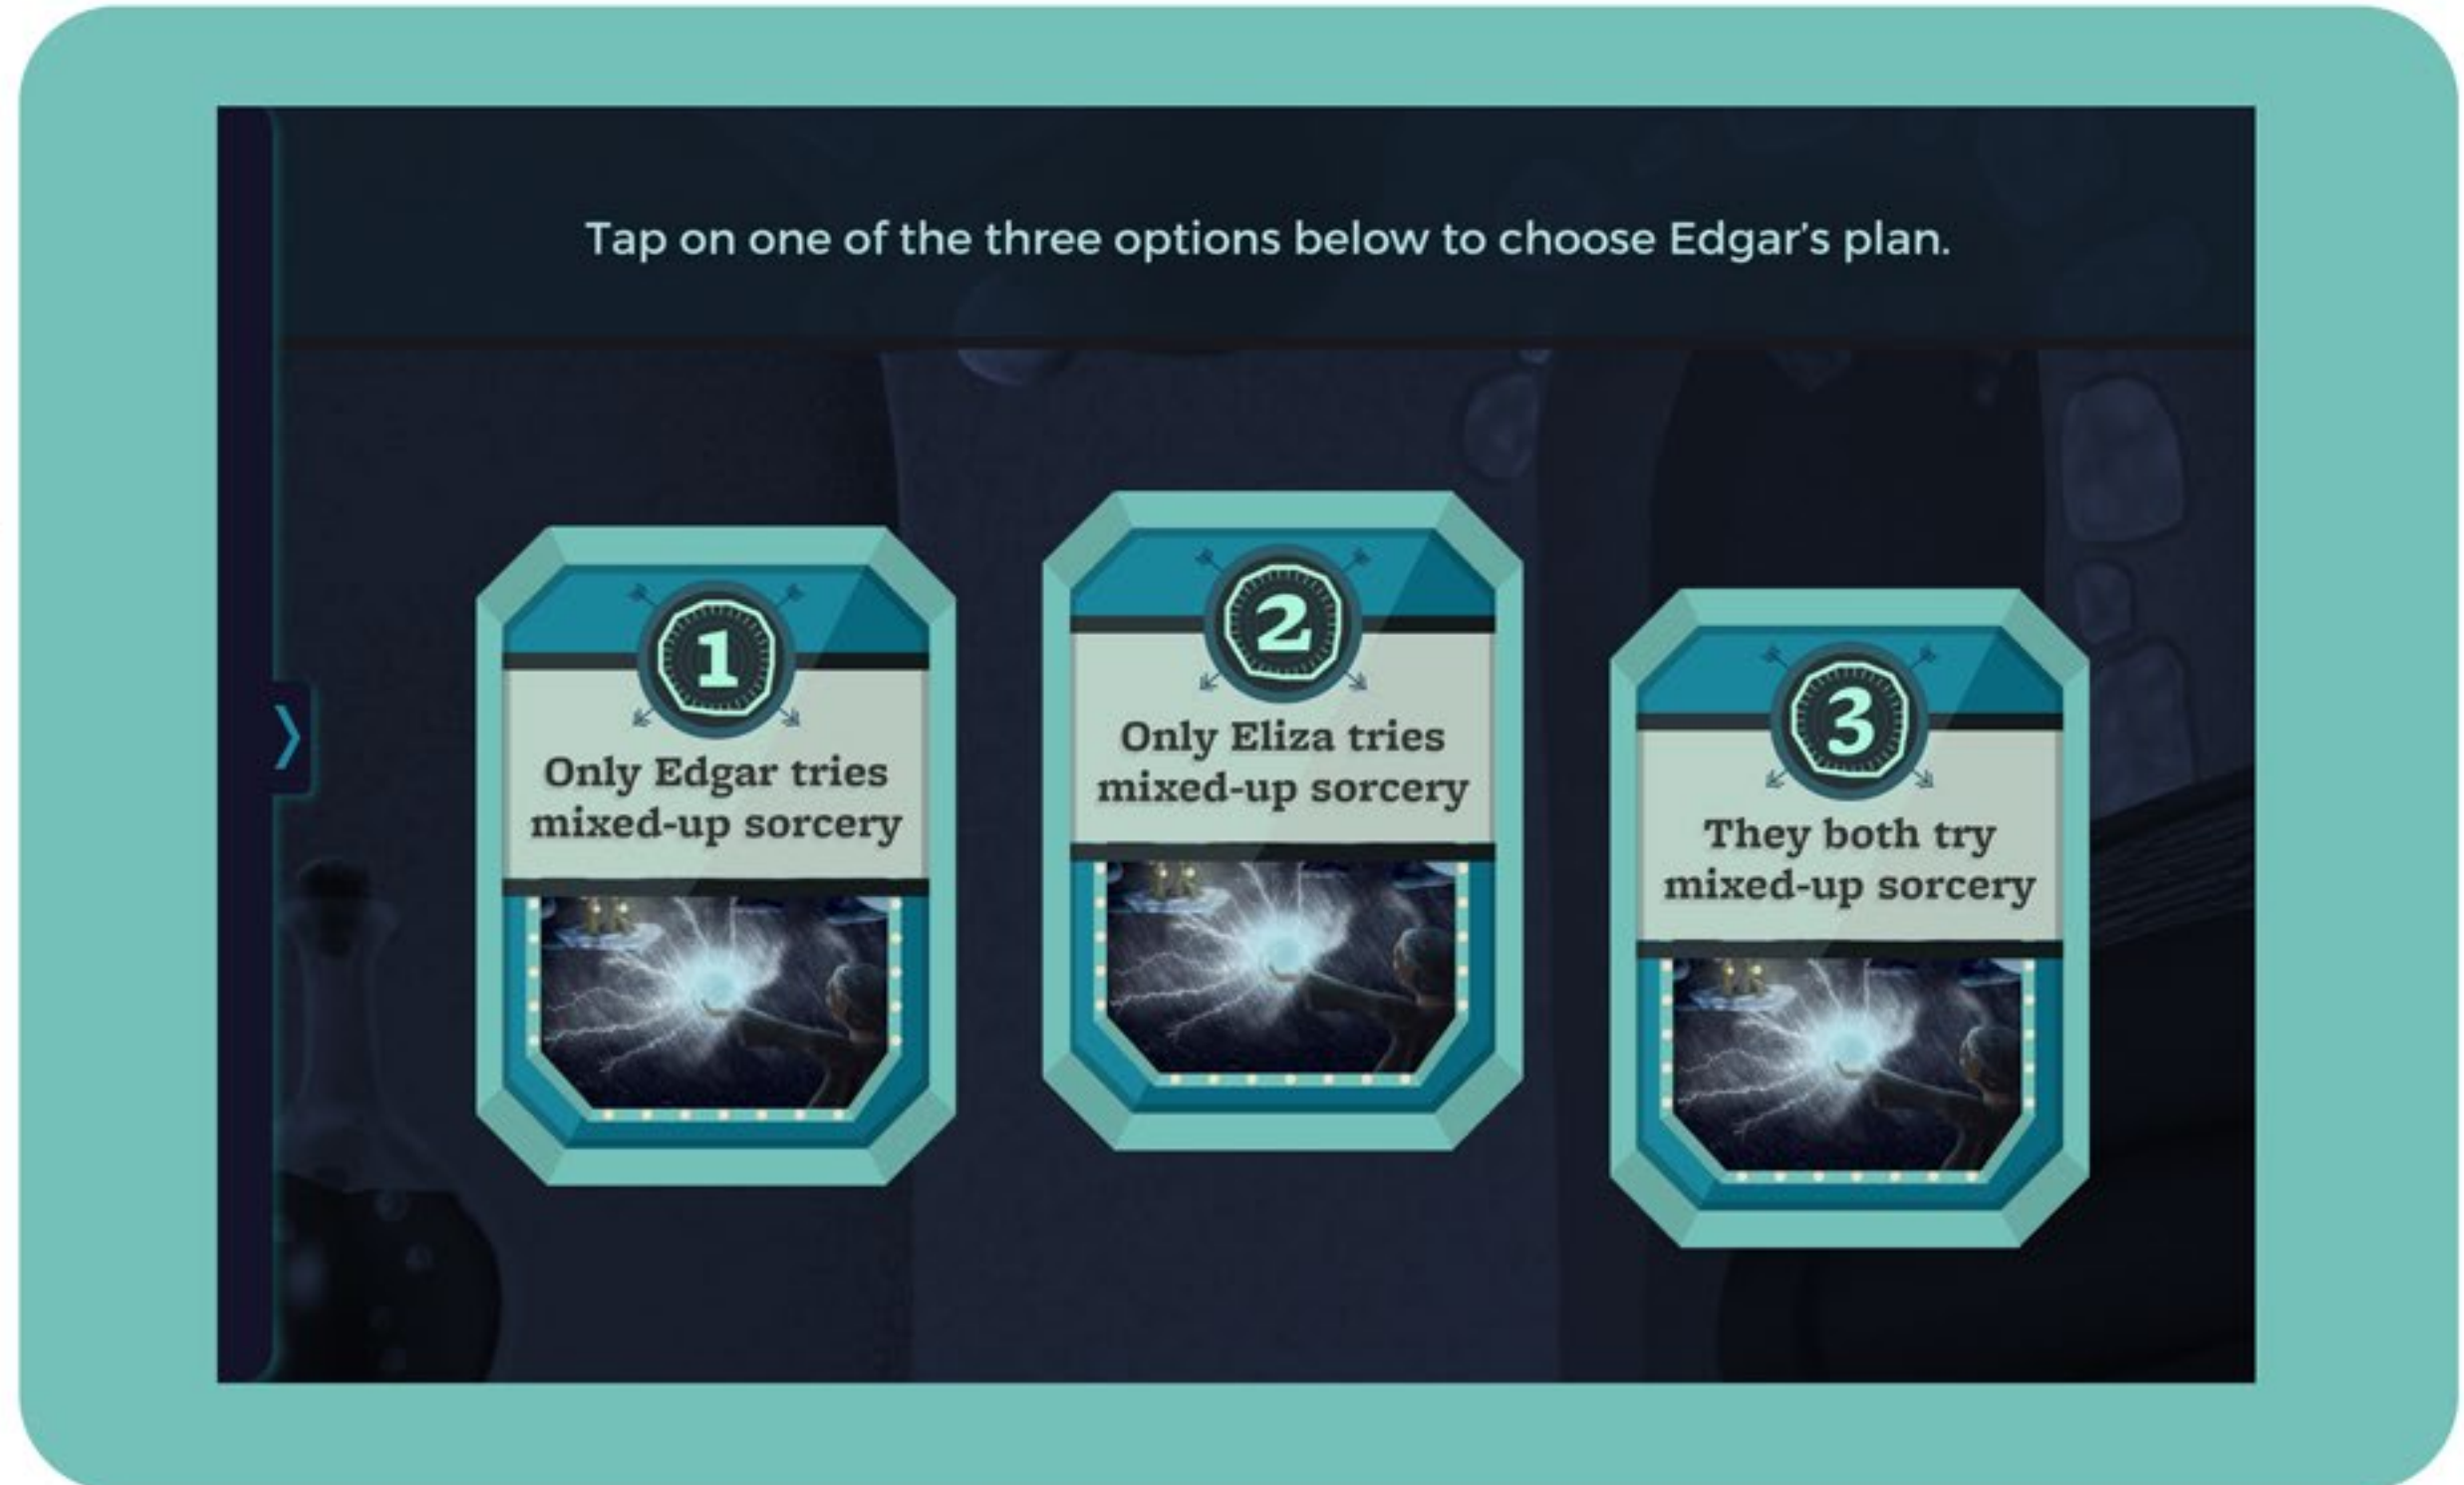 Tap on one of the three options below to choose Edgar's plan.
1
Only Edgar tries
mixed-up sorcery
2
Only Eliza tries
mixed-up sorcery
3
They both try
mixed-up sorcery